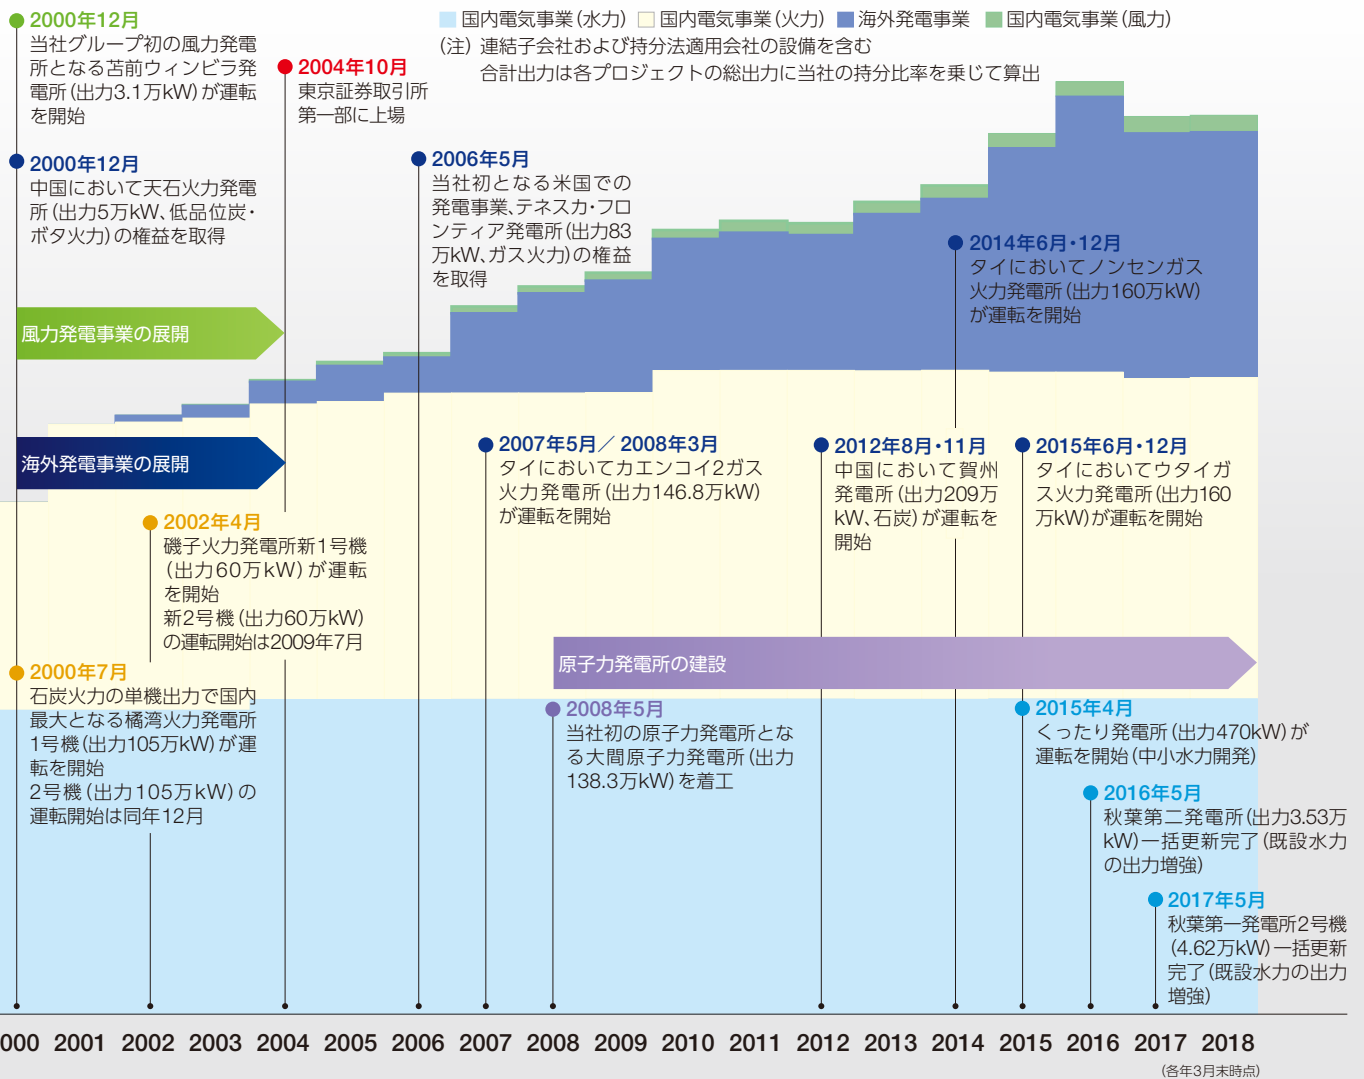 国内電気事業(水力) 国内電気事業(火力) 海外発電事業 国内電気事業(風力)
(注) 連結子会社および持分法適用会社の設備を含む
合計出力は各プロジェクトの総出力に当社の持分比率を乗じて算出
2000年12月
当社グループ初の風力発電
所となる苫前ウィンビラ発
電所(出力3.1万kW)が運転
を開始
2004年10月
東京証券取引所
第一部に上場
2000年12月
中国において天石火力発電
所(出力5万kW、低品位炭・
ボタ火力)の権益を取得
2006年5月
当社初となる米国での
発電事業、テネスカ・フロ
ンティア発電所(出力83
万kW、ガス火力)の権益
を取得
2014年6月・12月
タイにおいてノンセンガス
火力発電所(出力160万kW)
が運転を開始
風力発電事業の展開
海外発電事業の展開
2007年5月／2008年3月
タイにおいてカエンコイ2ガス
火力発電所(出力146.8万kW)
が運転を開始
2012年8月・11月
中国において賀州
発電所(出力209万
kW、石炭)が運転を
開始
2015年6月・12月
タイにおいてウタイガ
ス火力発電所(出力160
万kW)が運転を開始
2002年4月
磯子火力発電所新1号機
(出力60万kW)が運転
を開始
新2号機(出力60万kW)
の運転開始は2009年7月
原子力発電所の建設
2000年7月
石炭火力の単機出力で国内
最大となる橘湾火力発電所
1号機(出力105万kW)が運
転を開始
2号機(出力105万kW)の
運転開始は同年12月
2008年5月
当社初の原子力発電所とな
る大間原子力発電所(出力
138.3万kW)を着工
2015年4月
くったり発電所(出力470kW)が
運転を開始(中小水力開発)
2016年5月
秋葉第二発電所(出力3.53万
kW)一括更新完了(既設水力
の出力増強)
2017年5月
秋葉第一発電所2号機
(4.62万kW)一括更新
完了(既設水力の出力
増強)
000 2001 2002 2003 2004 2005 2006 2007 2008 2009 2010 2011 2012 2013 2014 2015 2016 2017 2018
(各年3月末時点)